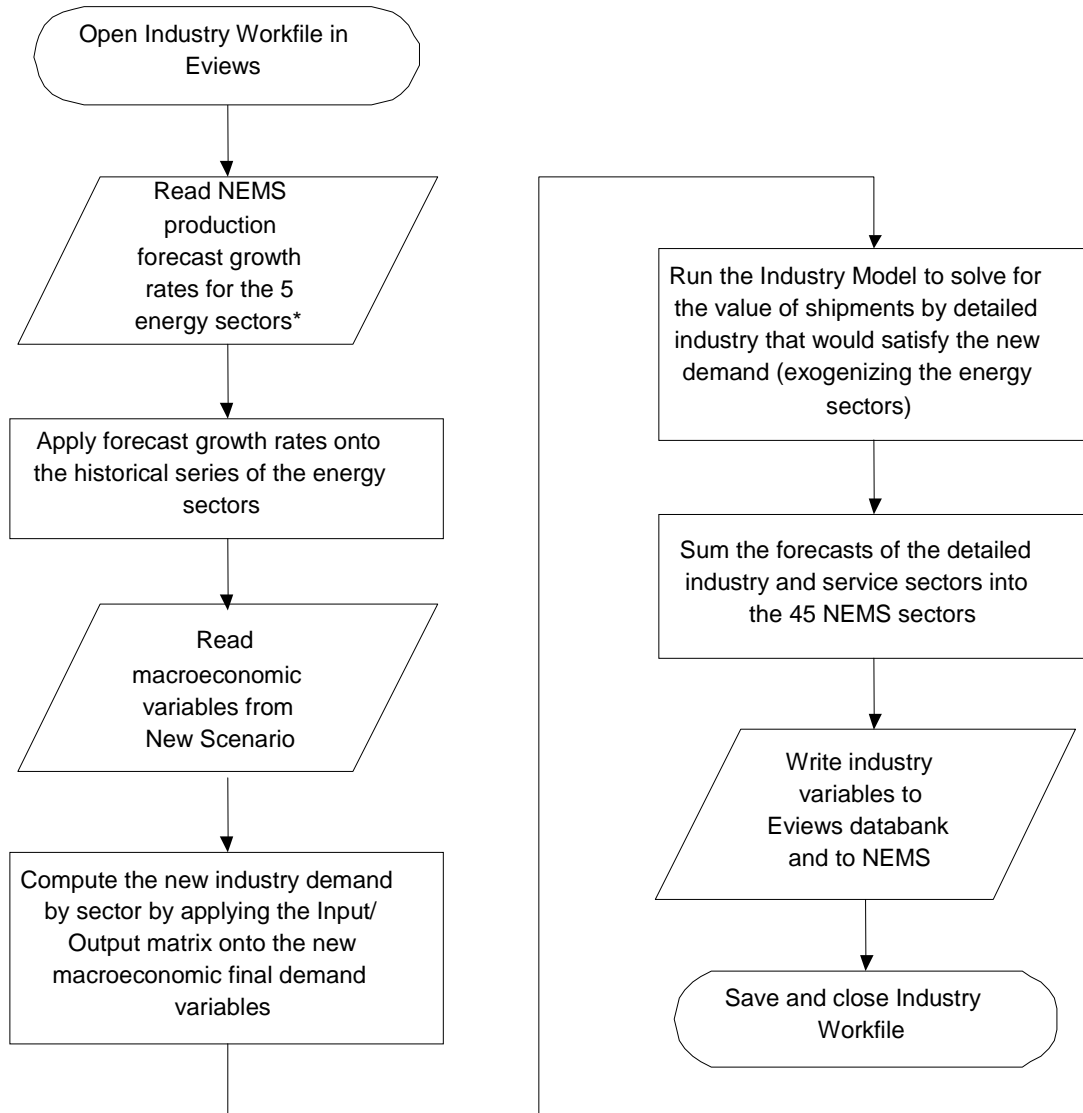 Open Industry Workfile in
Eviews
Read NEMS
production
forecast growth
rates for the 5
energy sectors*
Apply forecast growth rates onto
the historical series of the energy
sectors
Read
macroeconomic
variables from
New Scenario
Compute the new industry demand
by sector by applying the Input/
Output matrix onto the new
macroeconomic final demand
variables
Run the Industry Model to solve for
the value of shipments by detailed
industry that would satisfy the new
demand (exogenizing the energy
sectors)
Sum the forecasts of the detailed
industry and service sectors into
the 45 NEMS sectors
Write industry
variables to
Eviews databank
and to NEMS
Save and close Industry
Workfile